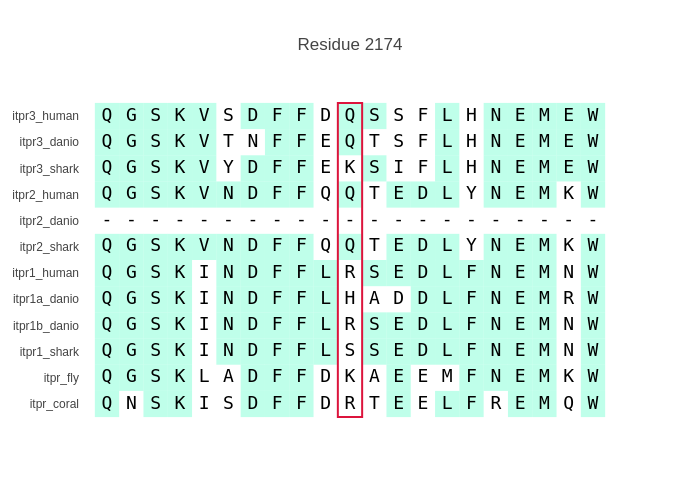 Residue 2174
itpr3_human Q G S K V S D F F D Q S S F L H N E M E W
itpr3_danio Q G S K V T N F F E Q T S F L H N E M E W
itpr3_shark Q G S K V Y D F F E K S I F L H N E M E W
itpr2_human Q G S K V N D F F Q Q T E D L Y N E M K W
itpr2_danio - - - - - - - - - - - - - - - - - - - - -
itpr2_shark Q G S K V N D F F Q Q T E D L Y N E M K W
itpr1_human Q G S K I N D F F L R S E D L F N E M N W
itpr1a_danio Q G S K I N D F F L H A D D L F N E M R W
itpr1b_danio Q G S K I N D F F L R S E D L F N E M N W
itpr1_shark Q G S K I N D F F L S S E D L F N E M N W
itpr_fly Q G S K L A D F F D K A E E M F N E M K W
itpr_coral Q N S K I S D F F D R T E E L F R E M Q W